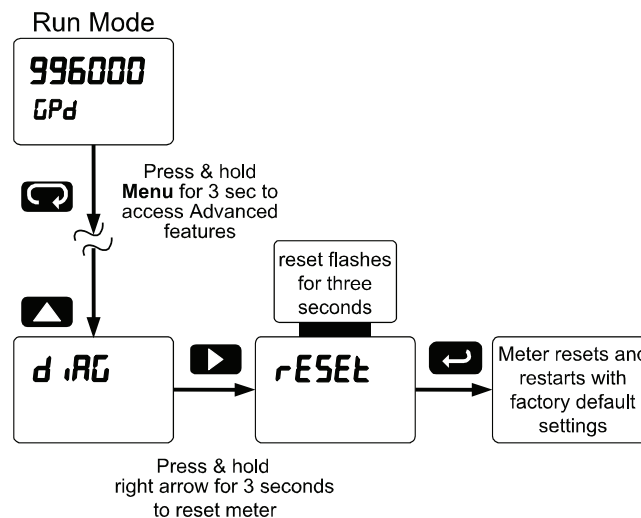 Run Mode
996000
GPd
Press & hold
Menu for 3 sec to
access Advanced
features
reset flashes
for three
seconds
diAG
rESEt
Meter resets and
restarts with
factory default
settings
Press & hold
right arrow for 3 seconds
to reset meter